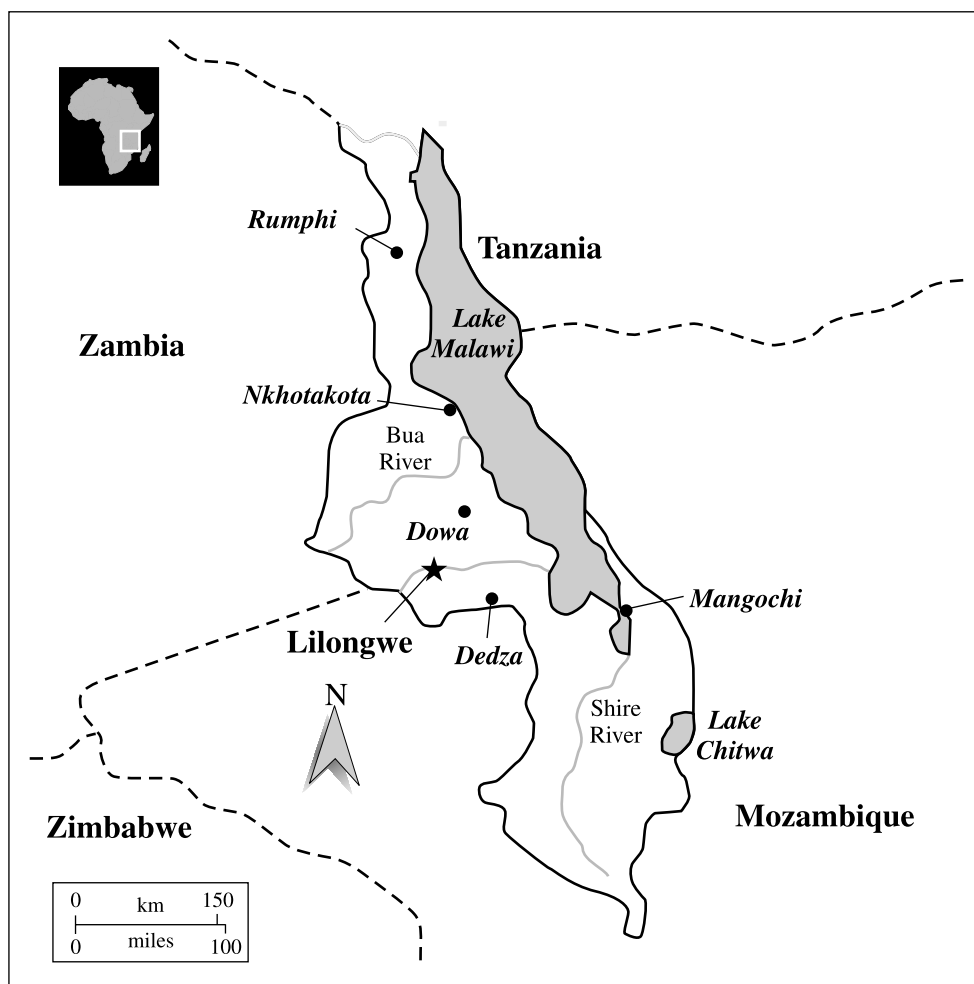 Rumphi
Tanzania
Lake
Malawi
Zambia
Nkhotakota
Bua
River
Dowa
Mangochi
Lilongwe
Dedza
N
Shire
River
Lake
Chitwa
Zimbabwe
Mozambique
0 km 150
0 miles 100